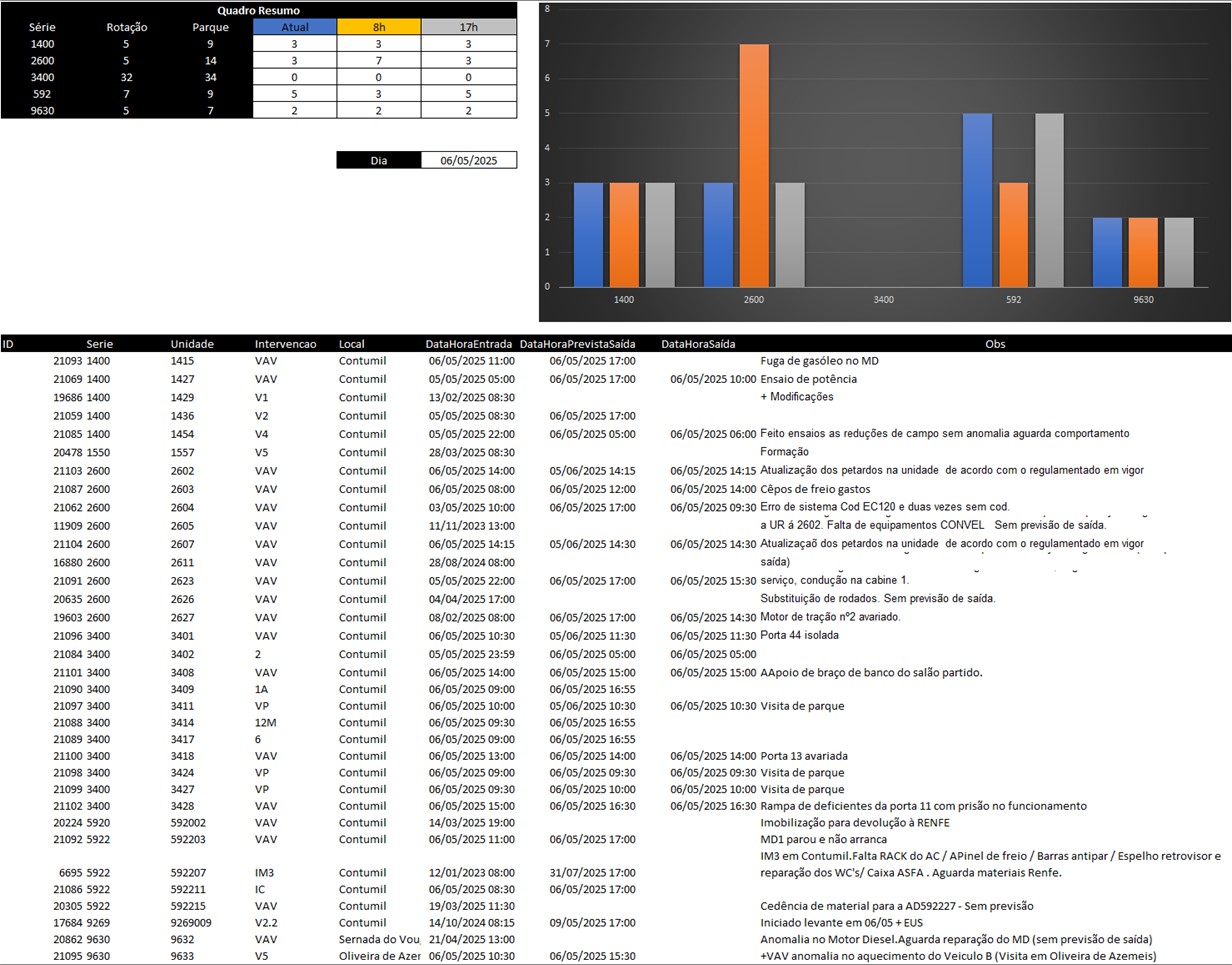 Quadro Resumo
Série Rotação Parque Atual 8h 17h
1400 5 9 3 3 3
2600 5 14 3 7 3
3400 32 34 0 0 0
592 7 9 5 3 5
9630 5 7 2 2 2
Dia 06/05/2025
8
7
6
5
4
3
2
1
0
1400 2600 3400 592 9630
ID Serie Unidade Intervencao Local DataHoraEntrada DataHoraPrevistaSaída DataHoraSaída Obs
21093 1400 1415 VAV Contumil 06/05/2025 11:00 06/05/2025 17:00 Fuga de gasóleo no MD
21069 1400 1427 VAV Contumil 05/05/2025 05:00 06/05/2025 17:00 06/05/2025 10:00 Ensaio de potência
19686 1400 1429 V1 Contumil 13/02/2025 08:30 + Modificações
21059 1400 1436 V2 Contumil 05/05/2025 08:30 06/05/2025 17:00
21085 1400 1454 V4 Contumil 05/05/2025 22:00 06/05/2025 05:00 06/05/2025 06:00 Feito ensaios as reduções de campo sem anomalia aguarda comportamento
20478 1550 1557 V5 Contumil 28/03/2025 08:30 Formação
21103 2600 2602 VAV Contumil 06/05/2025 14:00 05/06/2025 14:15 06/05/2025 14:15 Atualização dos petardos na unidade de acordo com o regulamentado em vigor
21087 2600 2603 VAV Contumil 06/05/2025 08:00 06/05/2025 12:00 06/05/2025 14:00 Cêpos de freio gastos
21062 2600 2604 VAV Contumil 03/05/2025 10:00 06/05/2025 17:00 06/05/2025 09:30 Erro de sistema Cod EC120 e duas vezes sem cod.
11909 2600 2605 VAV Contumil 11/11/2023 13:00 a UR á 2602. Falta de equipamentos CONVEL Sem previsão de saída.
21104 2600 2607 VAV Contumil 06/05/2025 14:15 05/06/2025 14:30 06/05/2025 14:30 Atualizaçaõ dos petardos na unidade de acordo com o regulamentado em vigor
16880 2600 2611 VAV Contumil 28/08/2024 08:00 saída)
21091 2600 2623 VAV Contumil 05/05/2025 22:00 06/05/2025 17:00 06/05/2025 15:30 serviço, condução na cabine 1.
20635 2600 2626 VAV Contumil 04/04/2025 17:00 Substituição de rodados. Sem previsão de saída.
19603 2600 2627 VAV Contumil 08/02/2025 08:00 06/05/2025 17:00 06/05/2025 14:30 Motor de tração nº2 avariado.
21096 3400 3401 VAV Contumil 06/05/2025 10:30 05/06/2025 11:30 06/05/2025 11:30 Porta 44 isolada
21084 3400 3402 2 Contumil 05/05/2025 23:59 06/05/2025 05:00 06/05/2025 05:00
21101 3400 3408 VAV Contumil 06/05/2025 14:00 06/05/2025 15:00 06/05/2025 15:00 AApoio de braço de banco do salão partido.
21090 3400 3409 1A Contumil 06/05/2025 09:00 06/05/2025 16:55
21097 3400 3411 VP Contumil 06/05/2025 10:00 05/06/2025 10:30 06/05/2025 10:30 Visita de parque
21088 3400 3414 12M Contumil 06/05/2025 09:30 06/05/2025 16:55
21089 3400 3417 6 Contumil 06/05/2025 09:00 06/05/2025 16:55
21100 3400 3418 VAV Contumil 06/05/2025 13:00 06/05/2025 14:00 06/05/2025 14:00 Porta 13 avariada
21098 3400 3424 VP Contumil 06/05/2025 09:00 06/05/2025 09:30 06/05/2025 09:30 Visita de parque
21099 3400 3427 VP Contumil 06/05/2025 09:30 06/05/2025 10:00 06/05/2025 10:00 Visita de parque
21102 3400 3428 VAV Contumil 06/05/2025 15:00 06/05/2025 16:30 06/05/2025 16:30 Rampa de deficientes da porta 11 com prisão no funcionamento
20224 5920 592002 VAV Contumil 14/03/2025 19:00 Imobilização para devolução à RENFE
21092 5922 592203 VAV Contumil 06/05/2025 11:00 06/05/2025 17:00 MD1 parou e não arranca
IM3 em Contumil.Falta RACK do AC / APinel de freio / Barras antipar / Espelho retrovisor e
6695 5922 592207 IM3 Contumil 12/01/2023 08:00 31/07/2025 17:00 reparação dos WC's/ Caixa ASFA . Aguarda materiais Renfe.
21086 5922 592211 IC Contumil 06/05/2025 08:30 06/05/2025 17:00
20305 5922 592215 VAV Contumil 19/03/2025 11:30 Cedência de material para a AD592227 - Sem previsão
17684 9269 9269009 V2.2 Contumil 14/10/2024 08:15 09/05/2025 17:00 Iniciado levante em 06/05 + EUS
20862 9630 9632 VAV Sernada do Vou 21/04/2025 13:00 Anomalia no Motor Diesel.Aguarda reparação do MD (sem previsão de saída)
21095 9630 9633 V5 Oliveira de Azer 06/05/2025 10:30 06/05/2025 15:30 +VAV anomalia no aquecimento do Veiculo B (Visita em Oliveira de Azemeis)